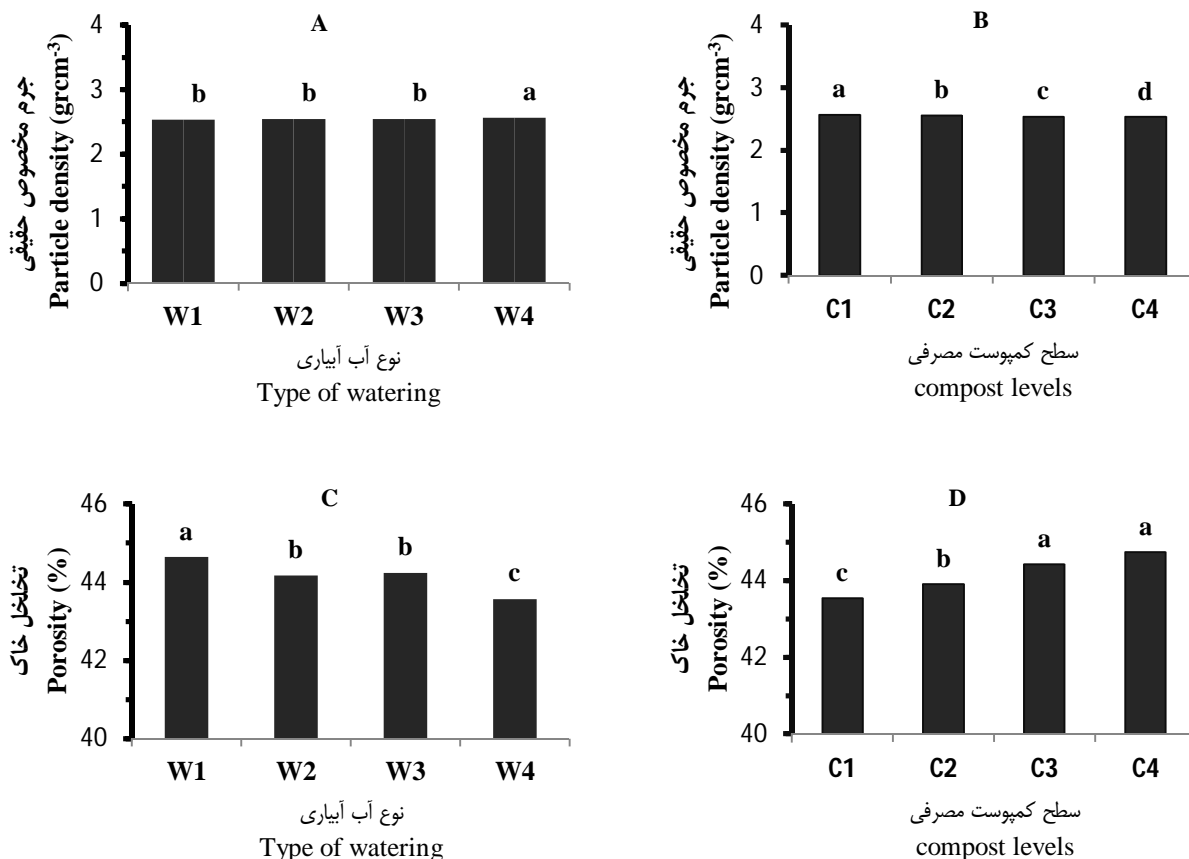 A
جرم مخصوص حقیقی
Particle density (grcm-3)
4
3
2
1
0
b b b a
W1 W2 W3 W4
نوع آب آبیاری
Type of watering
B
جرم مخصوص حقیقی
Particle density (grcm-3)
4
3
2
1
0
a b c d
C1 C2 C3 C4
سطح کمپوست مصرفی
compost levels
C
تخلخل خاک
Porosity (%)
46
44
42
40
a b b c
W1 W2 W3 W4
نوع آب آبیاری
Type of watering
D
تخلخل خاک
Porosity (%)
46
44
42
40
c b a a
C1 C2 C3 C4
سطح کمپوست مصرفی
compost levels